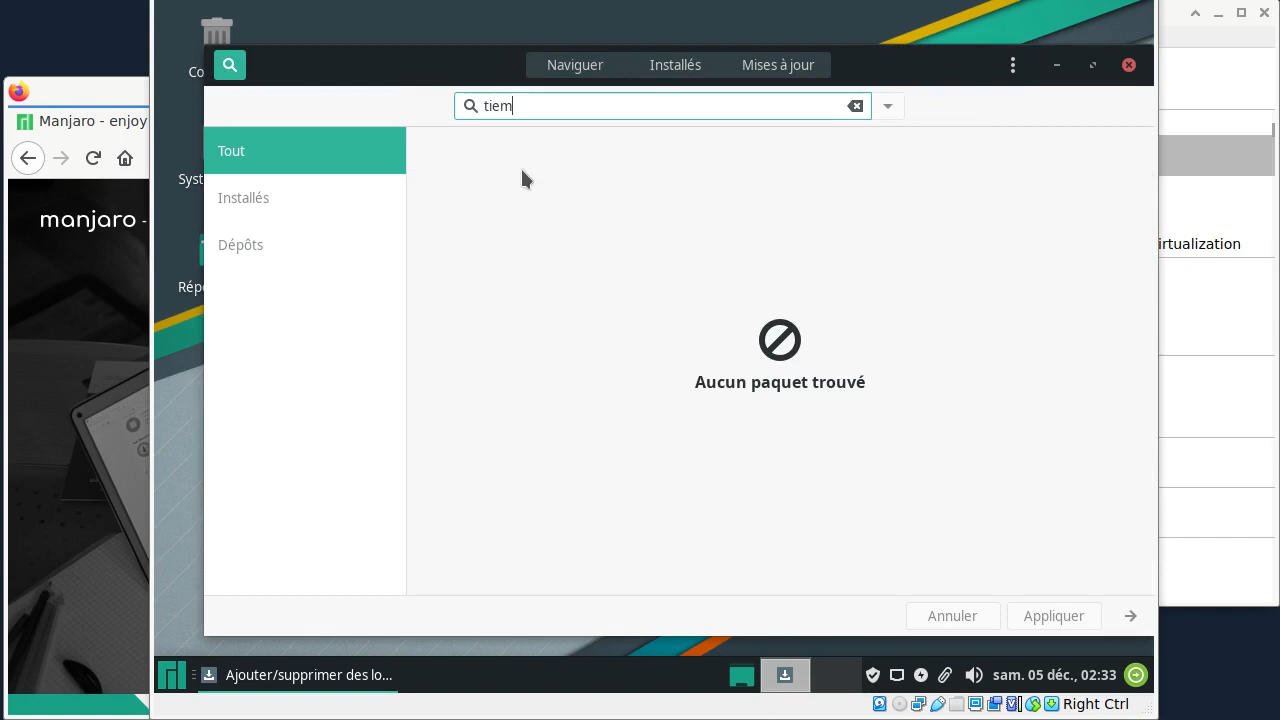 Co
Naviguer
Installés
Mises à jour
Manjaro - enjoy
tiem
manjaro -
Tout
Syst
Installés
Dépôts
irtualization
Répe
Aucun paquet trouvé
Annuler
Appliquer
Ajouter/supprimer des lo...
sam. 05 déc., 02:33
Right Ctrl